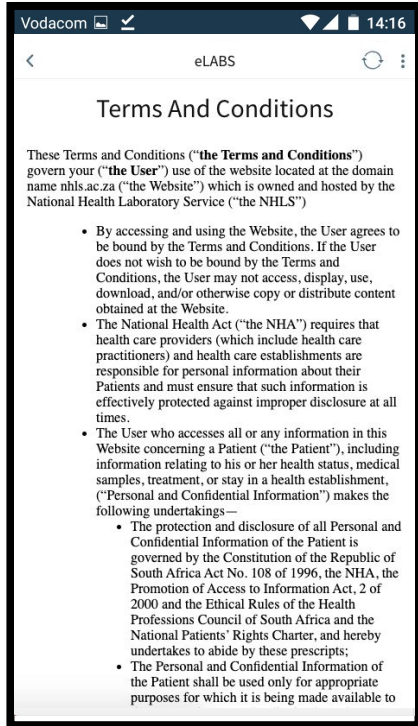 Vodacom 14:16
eLABS
Terms And Conditions
These Terms and Conditions (“the Terms and Conditions”)
govern your (“the User”) use of the website located at the domain
name nhls.ac.za (“the Website”) which is owned and hosted by the
National Health Laboratory Service (“the NHLS”)
• By accessing and using the Website, the User agrees to
be bound by the Terms and Conditions. If the User
does not wish to be bound by the Terms and
Conditions, the User may not access, display, use,
download, and/or otherwise copy or distribute content
obtained at the Website.
• The National Health Act (“the NHA”) requires that
health care providers (which include health care
practitioners) and health care establishments are
responsible for personal information about their
Patients and must ensure that such information is
effectively protected against improper disclosure at all
times.
• The User who accesses all or any information in this
Website concerning a Patient (“the Patient”), including
information relating to his or her health status, medical
samples, treatment, or stay in a health establishment,
(“Personal and Confidential Information”) makes the
following undertakings—
• The protection and disclosure of all Personal and
Confidential Information of the Patient is
governed by the Constitution of the Republic of
South Africa Act No. 108 of 1996, the NHA, the
Promotion of Access to Information Act, 2 of
2000 and the Ethical Rules of the Health
Professions Council of South Africa and the
National Patients’ Rights Charter, and hereby
undertakes to abide by these prescripts;
• The Personal and Confidential Information of
the Patient shall be used only for appropriate
purposes for which it is being made available to